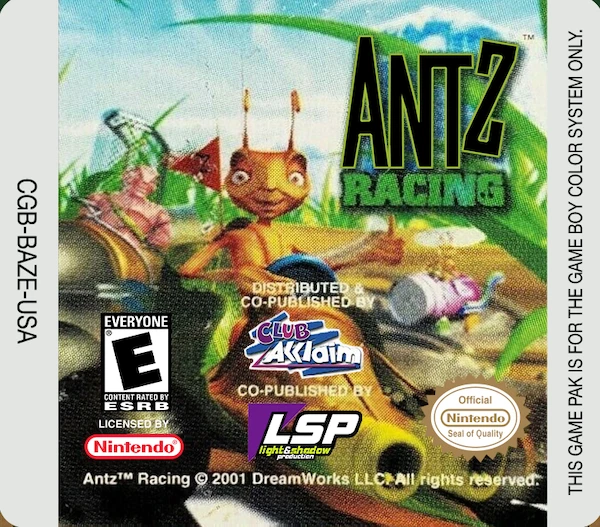 ANTZ™
RACING
DISTRIBUTED &
CO-PUBLISHED BY
CLUB
Acclaim
CO-PUBLISHED BY
LSP
light&shadow
production
EVERYONE
E
®
CONTENT RATED BY
ESRB
LICENSED BY
Nintendo®
Official
Nintendo
Seal of Quality
Antz™ Racing © 2001 DreamWorks LLC. All rights reserved.
CGB-BAZE-USA
THIS GAME PAK IS FOR THE GAME BOY COLOR SYSTEM ONLY.